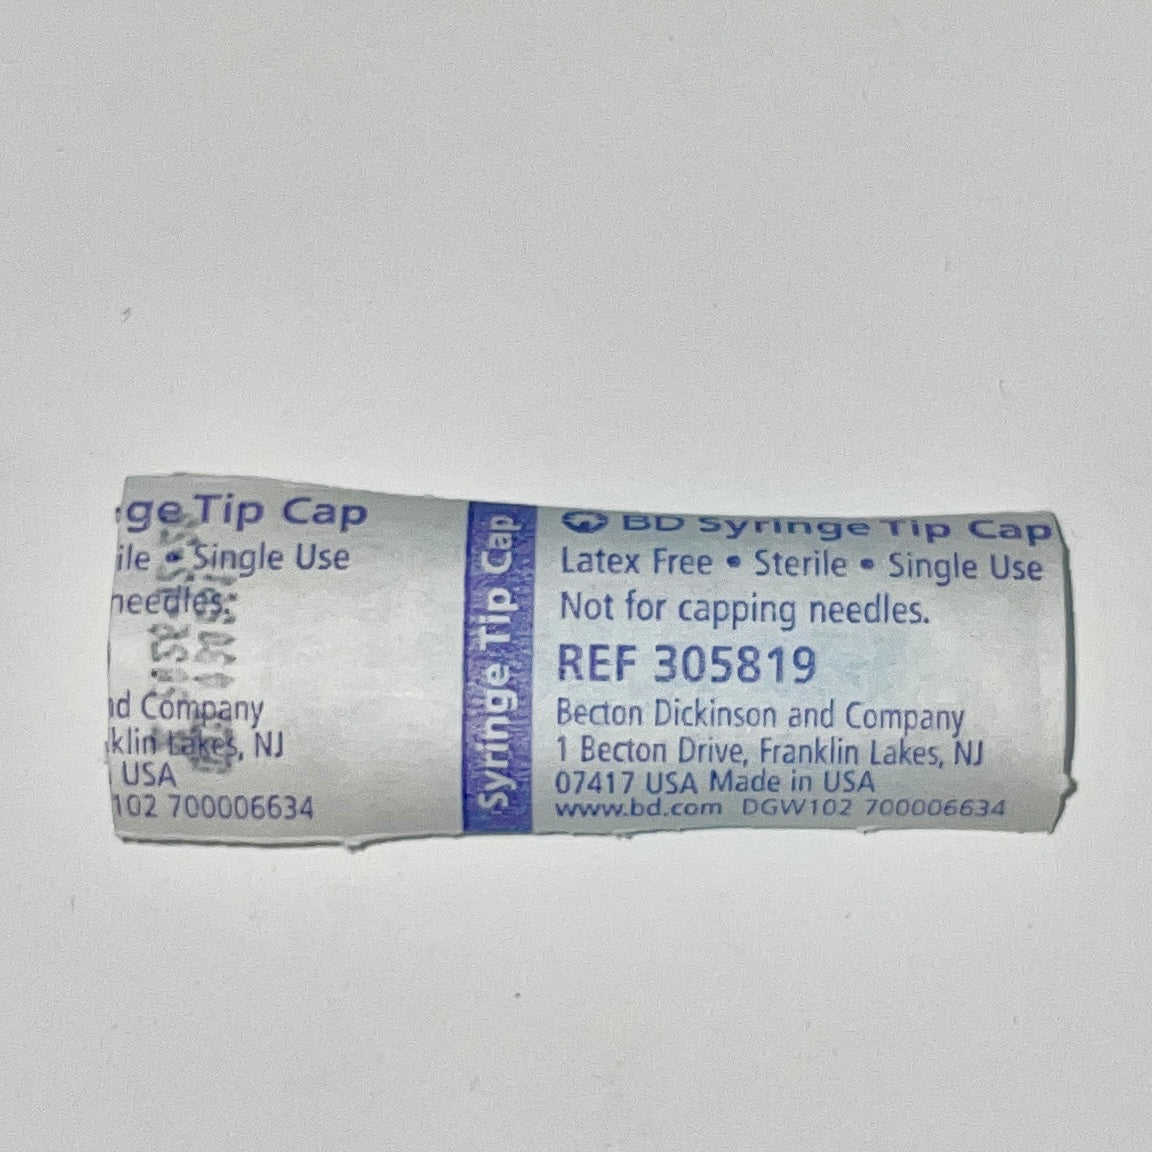 ge Tip Cap
ile • Single Use
needles.
nd Company
klin Lakes, NJ
USA
102 700006634
Syringe Tip Cap
BD Syringe Tip Cap
Latex Free • Sterile • Single Use
Not for capping needles.
REF 305819
Becton Dickinson and Company
1 Becton Drive, Franklin Lakes, NJ
07417 USA Made in USA
www.bd.com DGW102 700006634